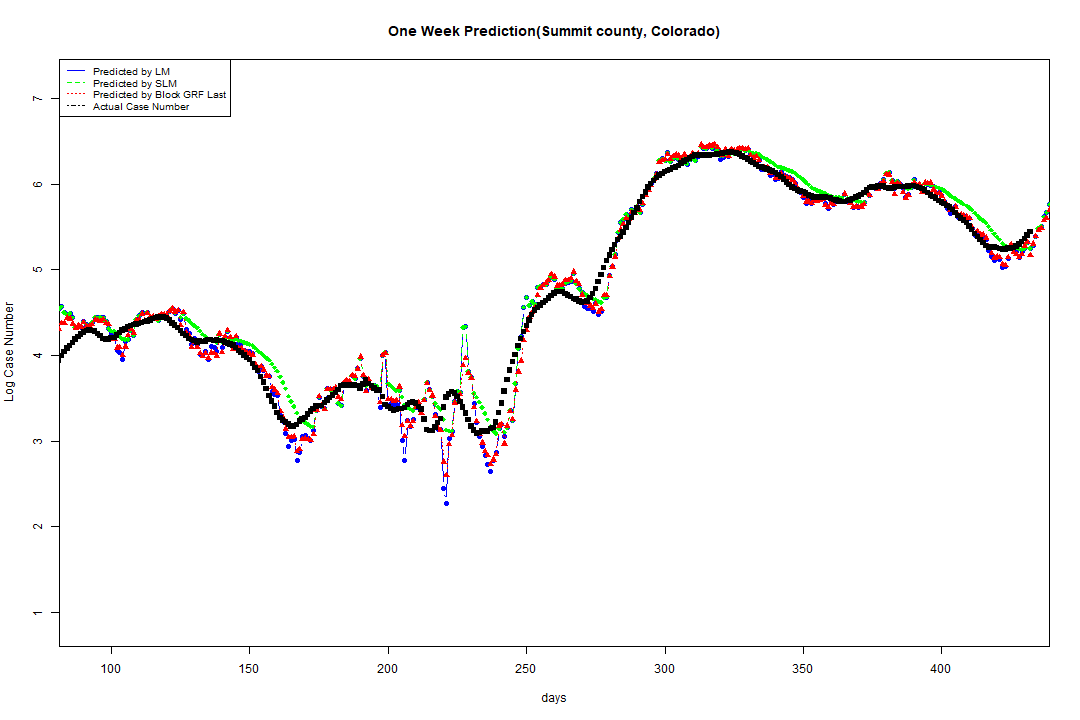 One Week Prediction(Summit county, Colorado)
Predicted by LM
Predicted by SLM
Predicted by Block GRF Last
Actual Case Number
Log Case Number
7
6
5
4
3
2
1
100 150 200 250 300 350 400
days